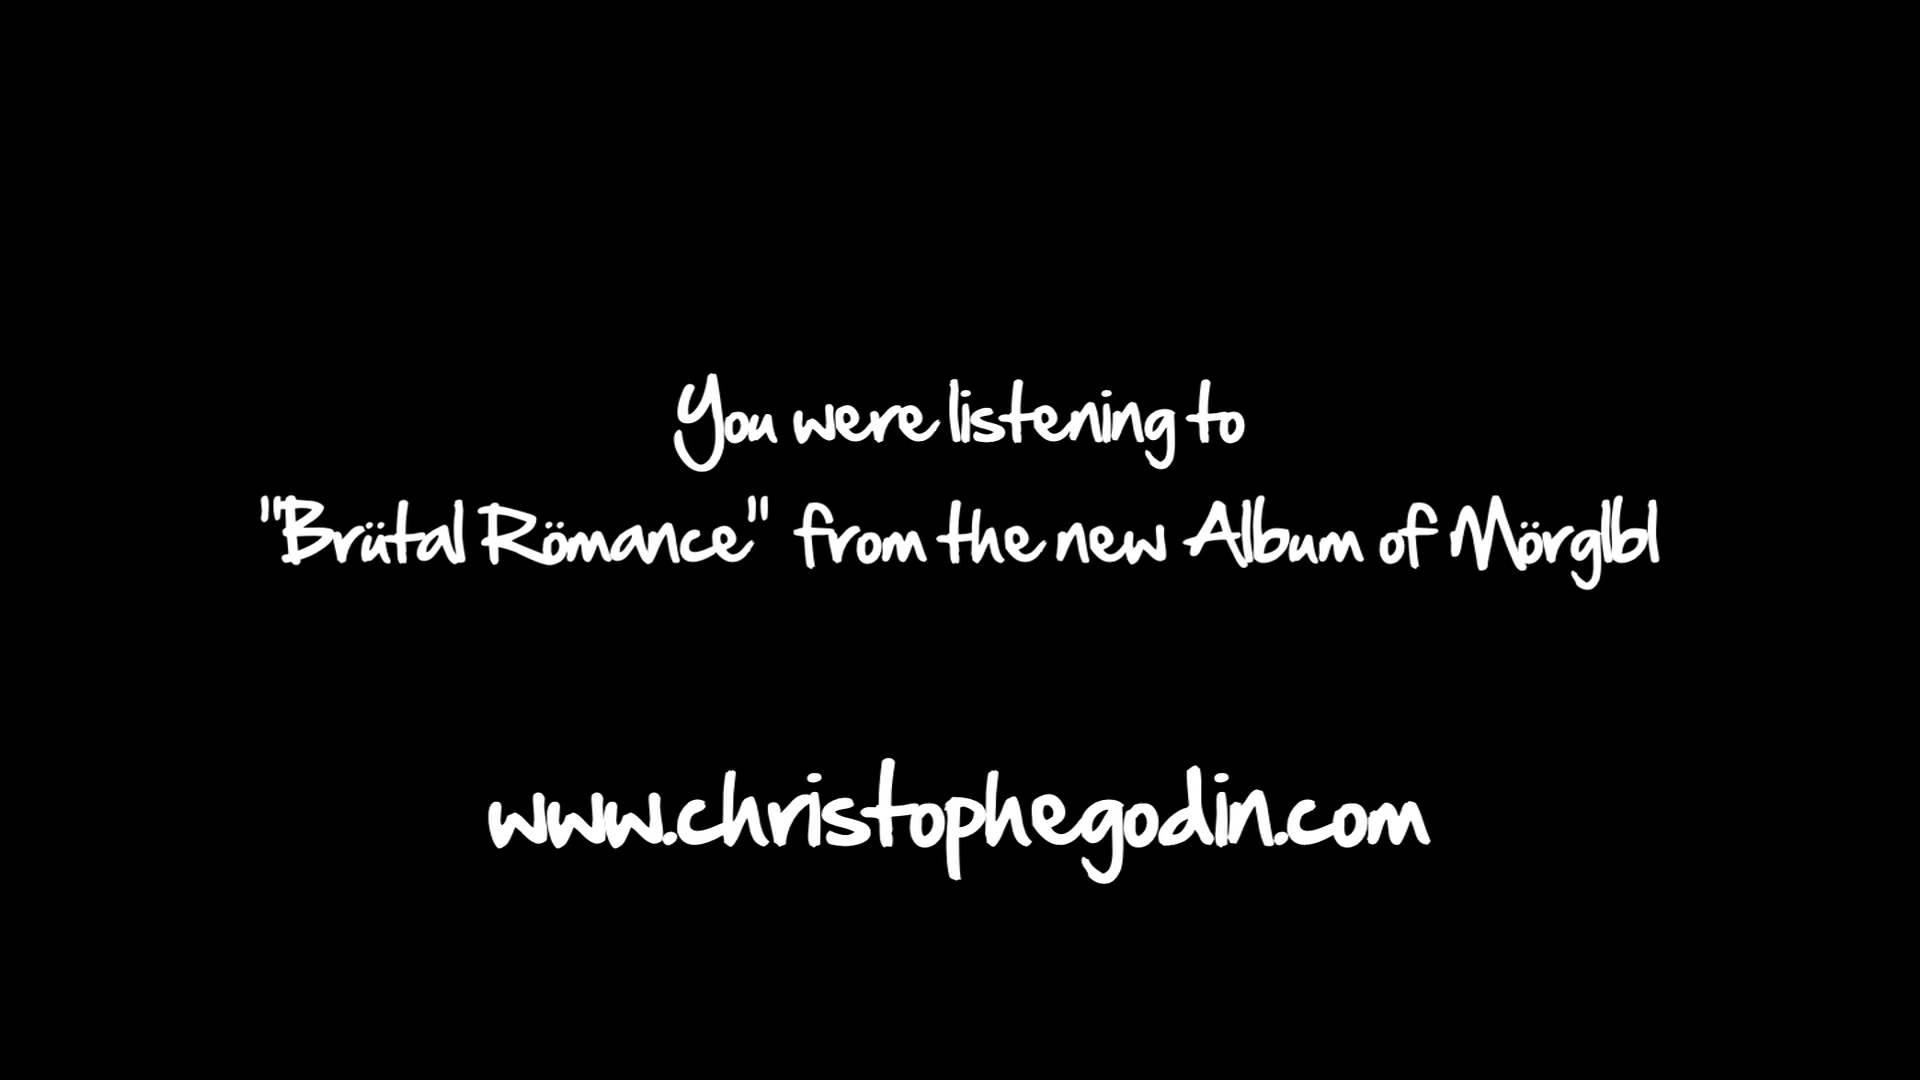 You were listening to
"Brütal Römance" from the new Album of Mörglbl
www.christophegodin.com